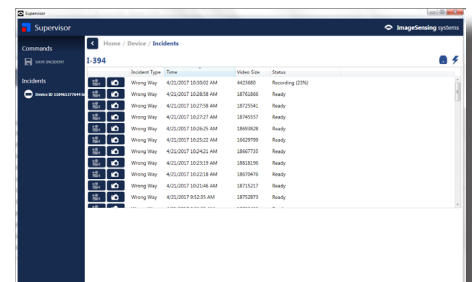 Supervisor
Supervisor
ImageSensing systems
Commands
SAVE INCIDENT
Incidents
Home / Device / Incidents
I-394
Incident Type Time Video Size Status
Wrong Way 4/21/2017 10:30:02 AM 4423680 Recording (23%)
Wrong Way 4/21/2017 10:28:58 AM 18761866 Ready
Wrong Way 4/21/2017 10:27:58 AM 18725541 Ready
Wrong Way 4/21/2017 10:27:27 AM 18745557 Ready
Wrong Way 4/21/2017 10:26:25 AM 18693828 Ready
Wrong Way 4/21/2017 10:25:22 AM 16629799 Ready
Wrong Way 4/21/2017 10:24:21 AM 18667735 Ready
Wrong Way 4/21/2017 10:23:19 AM 18818196 Ready
Wrong Way 4/21/2017 10:22:18 AM 18670476 Ready
Wrong Way 4/21/2017 10:21:46 AM 18715217 Ready
Wrong Way 4/21/2017 9:52:35 AM 18752873 Ready
Device ID